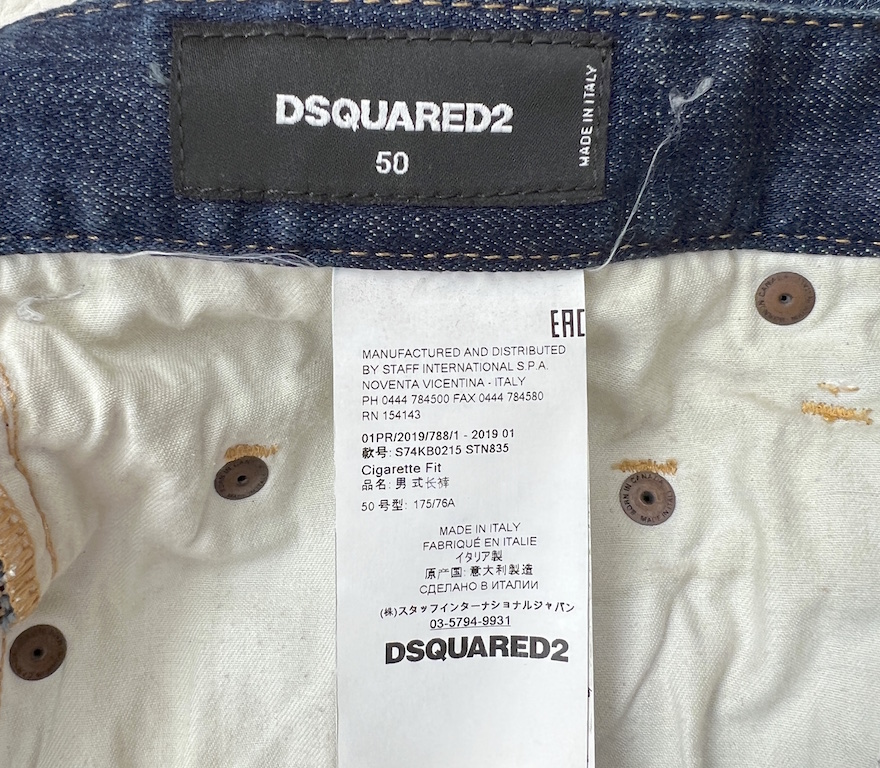 DSQUARED2
50
MADE IN ITALY
EAC
MANUFACTURED AND DISTRIBUTED
BY STAFF INTERNATIONAL S.P.A.
NOVENTA VICENTINA - ITALY
PH 0444 784500 FAX 0444 784580
RN 154143
01PR/2019/788/1 - 2019 01
款号: S74KB0215 STN835
Cigarette Fit
品名: 男 式长裤
50 号型: 175/76A
MADE IN ITALY
FABRIQUÉ EN ITALIE
イタリア製
原产国: 意大利製造
СДЕЛАНО В ИТАЛИИ
(株)スタッフインターナショナルジャパン
03-5794-9931
DSQUARED2
BORN IN CANADA